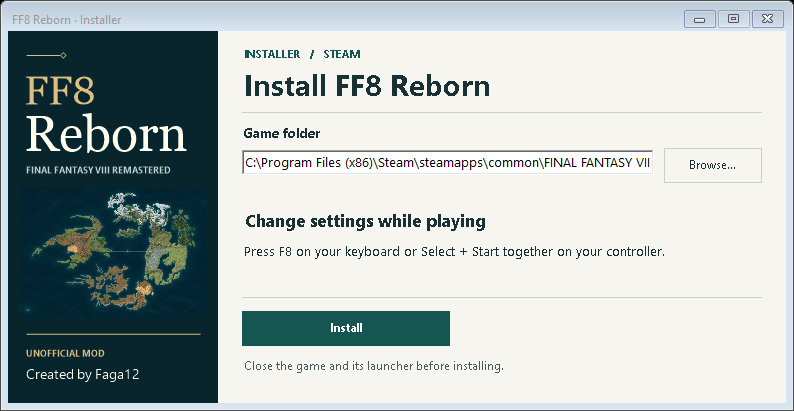 FF8 Reborn · Installer
FF8
Reborn
FINAL FANTASY VIII REMASTERED
UNOFFICIAL MOD
Created by Faga12
INSTALLER / STEAM
Install FF8 Reborn
Game folder
C:\Program Files (x86)\Steam\steamapps\common\FINAL FANTASY VIII
Browse...
Change settings while playing
Press F8 on your keyboard or Select + Start together on your controller.
Install
Close the game and its launcher before installing.